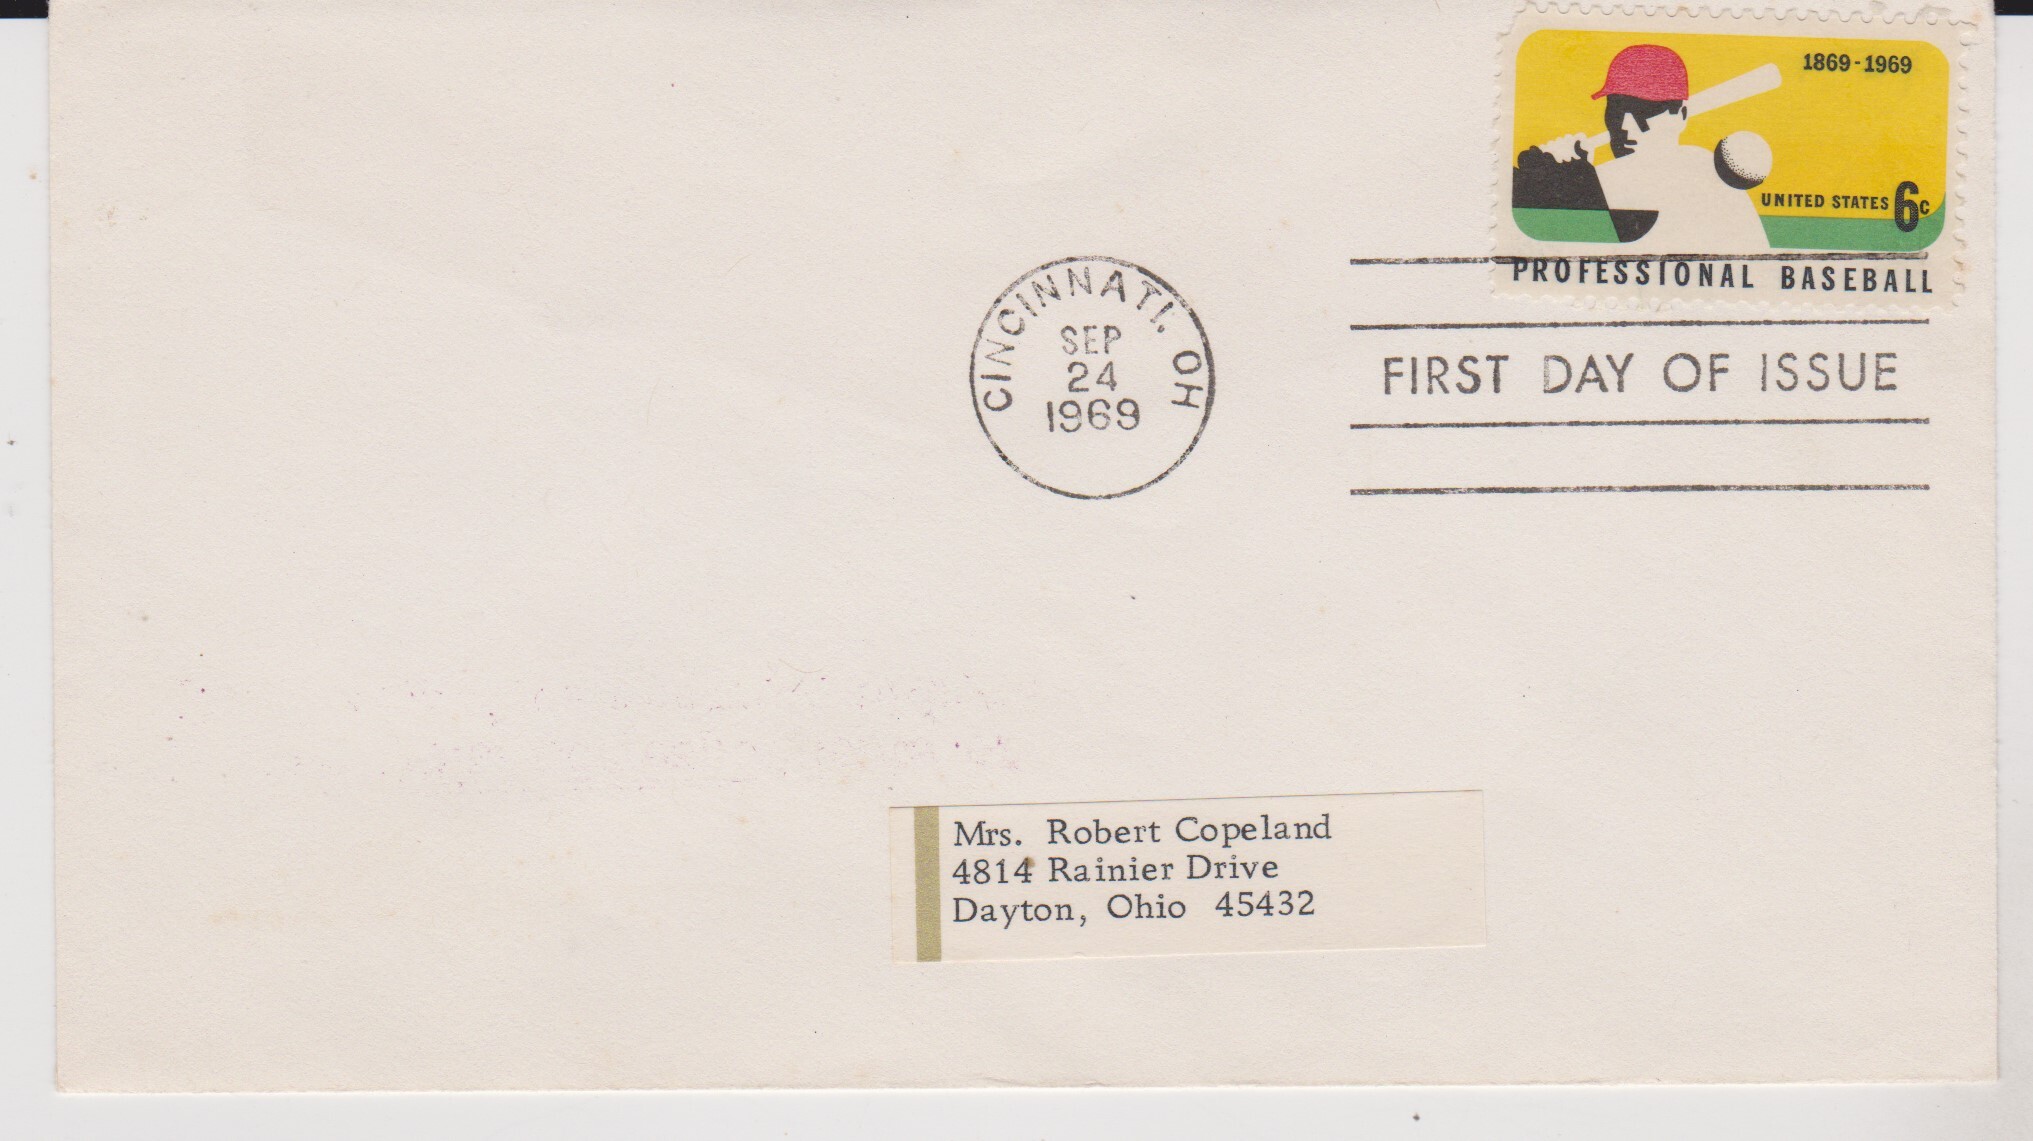 1869-1969
UNITED STATES 6c
PROFESSIONAL BASEBALL
CINCINNATI, OH
SEP
24
1969
FIRST DAY OF ISSUE
Mrs. Robert Copeland
4814 Rainier Drive
Dayton, Ohio 45432